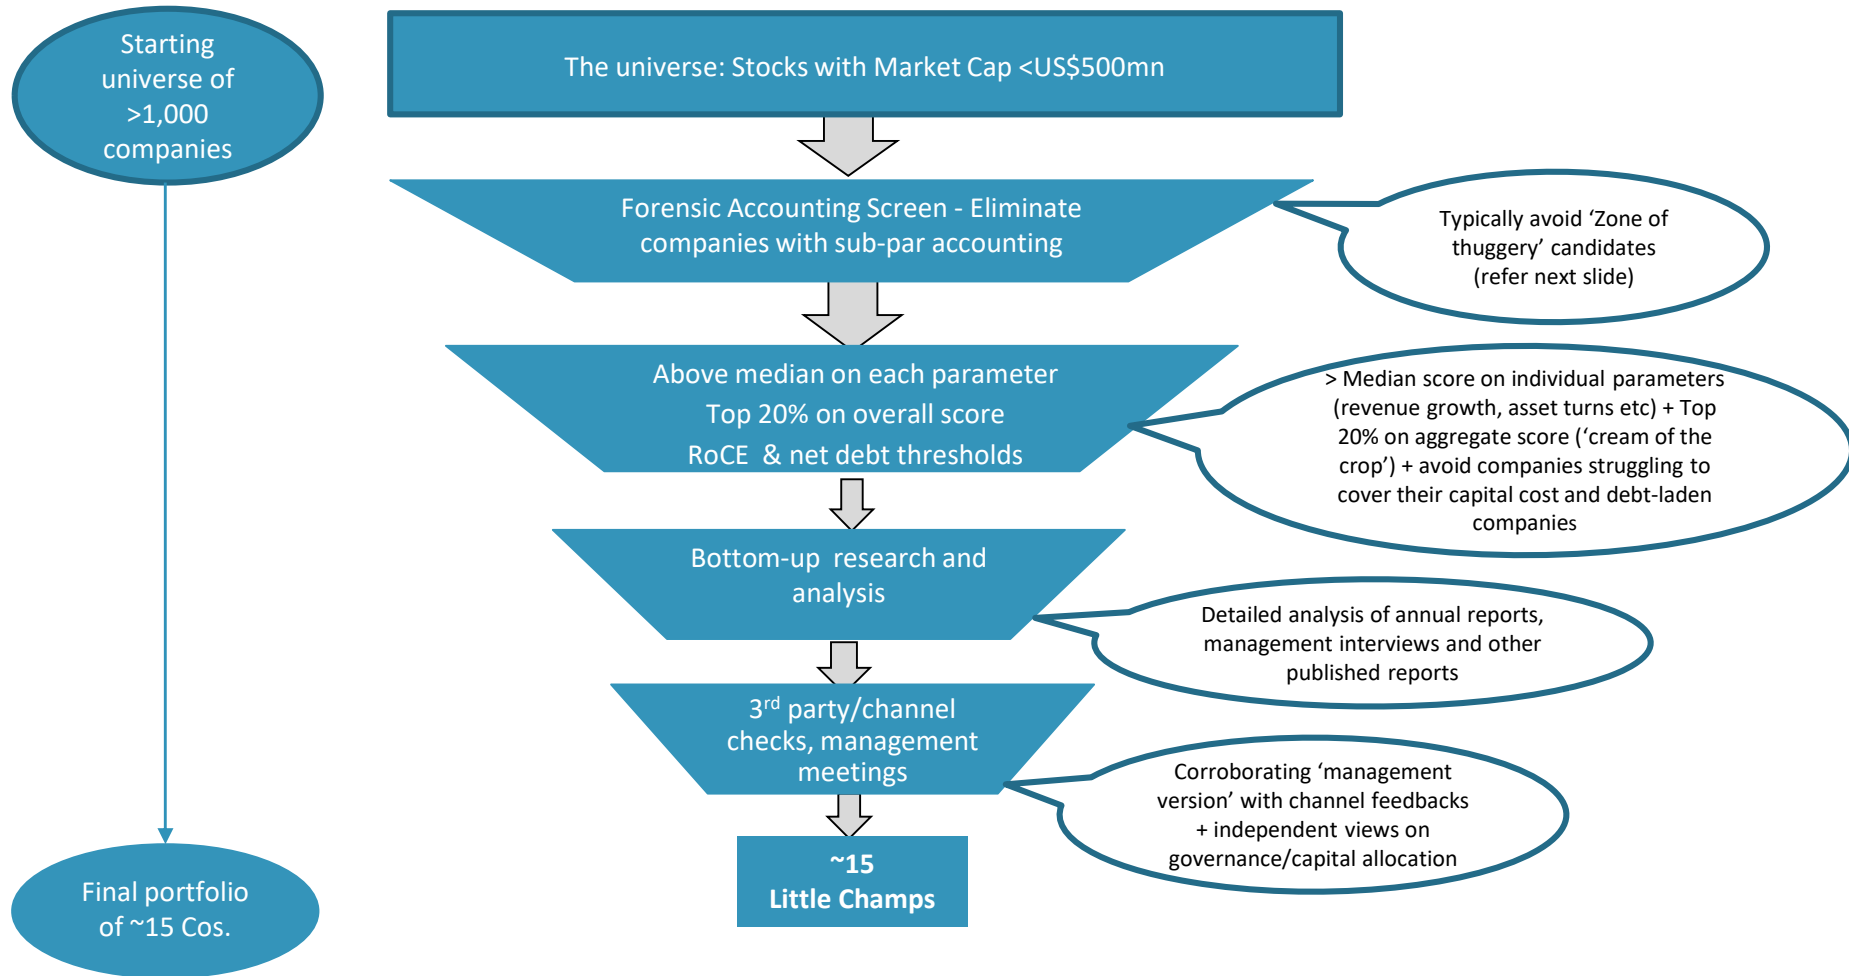 Starting
universe of
>1,000
companies
The universe: Stocks with Market Cap <US$500mn
Forensic Accounting Screen - Eliminate
companies with sub-par accounting
Typically avoid ‘Zone of
thuggery’ candidates
(refer next slide)
Above median on each parameter
Top 20% on overall score
RoCE & net debt thresholds
> Median score on individual parameters
(revenue growth, asset turns etc) + Top
20% on aggregate score (‘cream of the
crop’) + avoid companies struggling to
cover their capital cost and debt-laden
companies
Bottom-up research and
analysis
Detailed analysis of annual reports,
management interviews and other
published reports
3rd party/channel
checks, management
meetings
Corroborating ‘management
version’ with channel feedbacks
+ independent views on
governance/capital allocation
~15
Little Champs
Final portfolio
of ~15 Cos.